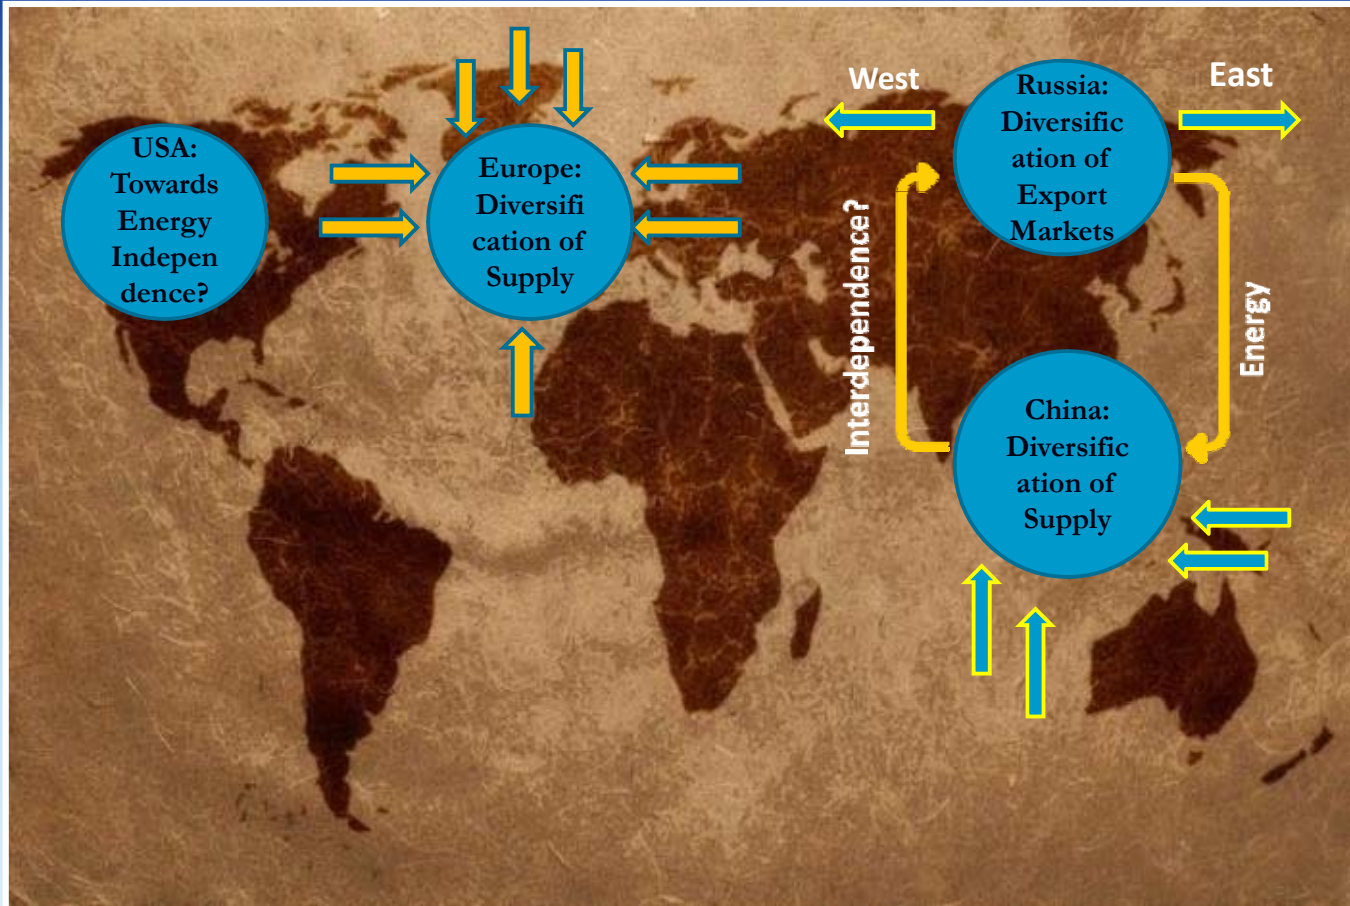 USA:
Towards
Energy
Indepen
dence?
Europe:
Diversifi
cation of
Supply
West
Russia:
Diversific
ation of
Export
Markets
East
Interdependence?
Energy
China:
Diversific
ation of
Supply